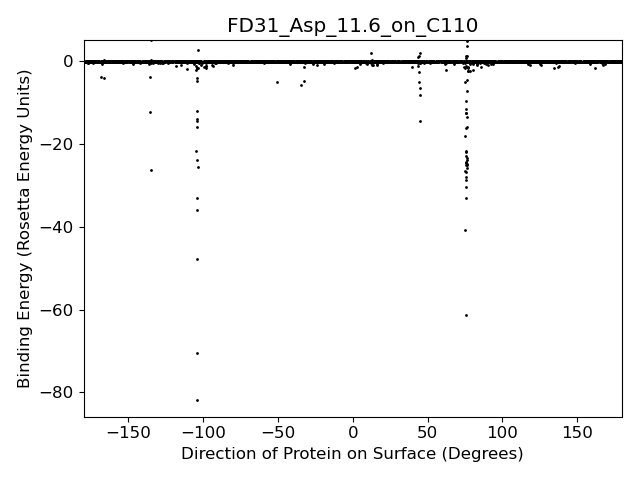 FD31_Asp_11.6_on_C110
Binding Energy (Rosetta Energy Units)
0
−20
−40
−60
−80
−150 −100 −50 0 50 100 150
Direction of Protein on Surface (Degrees)